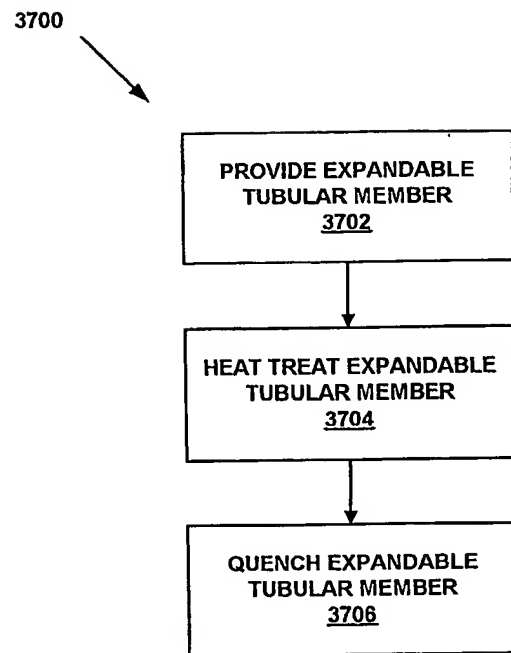 3700
PROVIDE EXPANDABLE
TUBULAR MEMBER
3702
HEAT TREAT EXPANDABLE
TUBULAR MEMBER
3704
QUENCH EXPANDABLE
TUBULAR MEMBER
3706